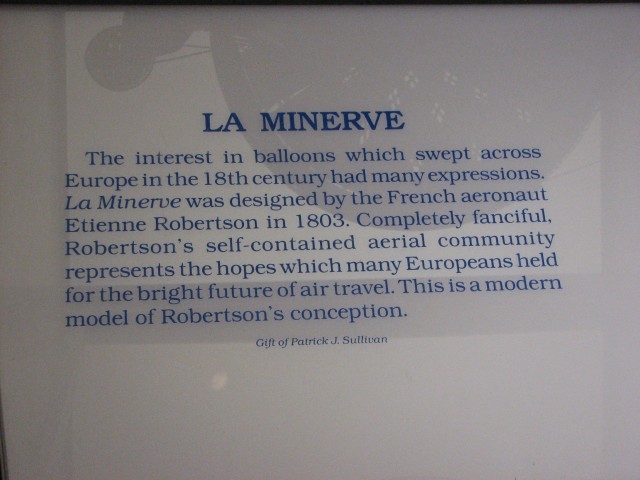 LA MINERVE
The interest in balloons which swept across
Europe in the 18th century had many expressions.
La Minerve was designed by the French aeronaut
Etienne Robertson in 1803. Completely fanciful,
Robertson's self-contained aerial community
represents the hopes which many Europeans held
for the bright future of air travel. This is a modern
model of Robertson's conception.
Gift of Patrick J. Sullivan